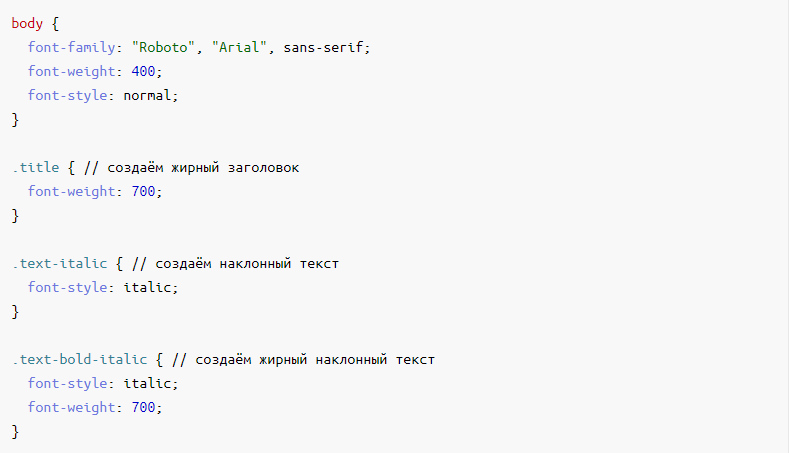 body {
  font-family: "Roboto", "Arial", sans-serif;
  font-weight: 400;
  font-style: normal;
}

.title { // создаём жирный заголовок
  font-weight: 700;
}

.text-italic { // создаём наклонный текст
  font-style: italic;
}

.text-bold-italic { // создаём жирный наклонный текст
  font-style: italic;
  font-weight: 700;
}